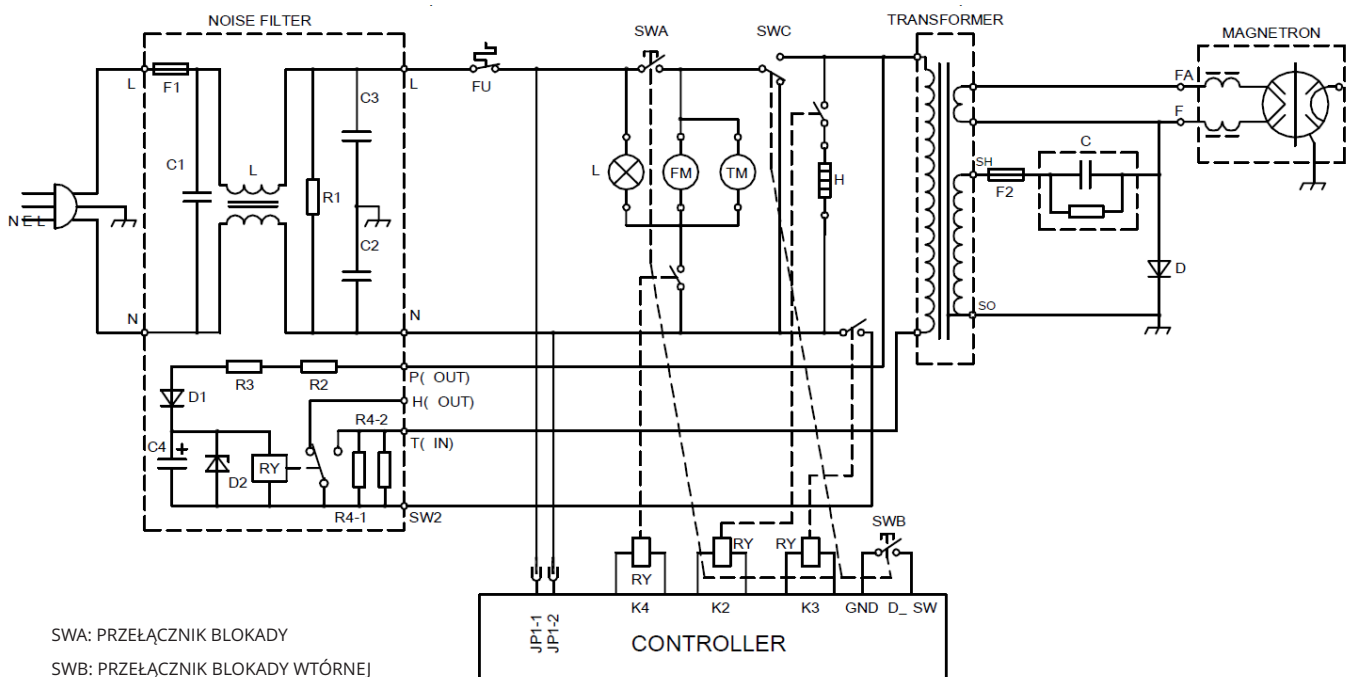 NOISE FILTER
TRANSFORMER
SWA
SWC
MAGNETRON
L
F1
L
FU
FA
C3
F
C1
L
R1
L
FM
TM
H
SH
C
F2
N E L
C2
D
N
N
SO
R3
R2
P( OUT)
D1
H( OUT)
R4-2
C4
+
T( IN)
RY
D2
R4-1
SW2
SWB
RY
RY
RY
K4
K2
K3
GND
D_ SW
JP1-1
JP1-2
CONTROLLER
SWA: PRZEŁĄCZNIK BLOKADY
SWB: PRZEŁĄCZNIK BLOKADY WTÓRNEJ